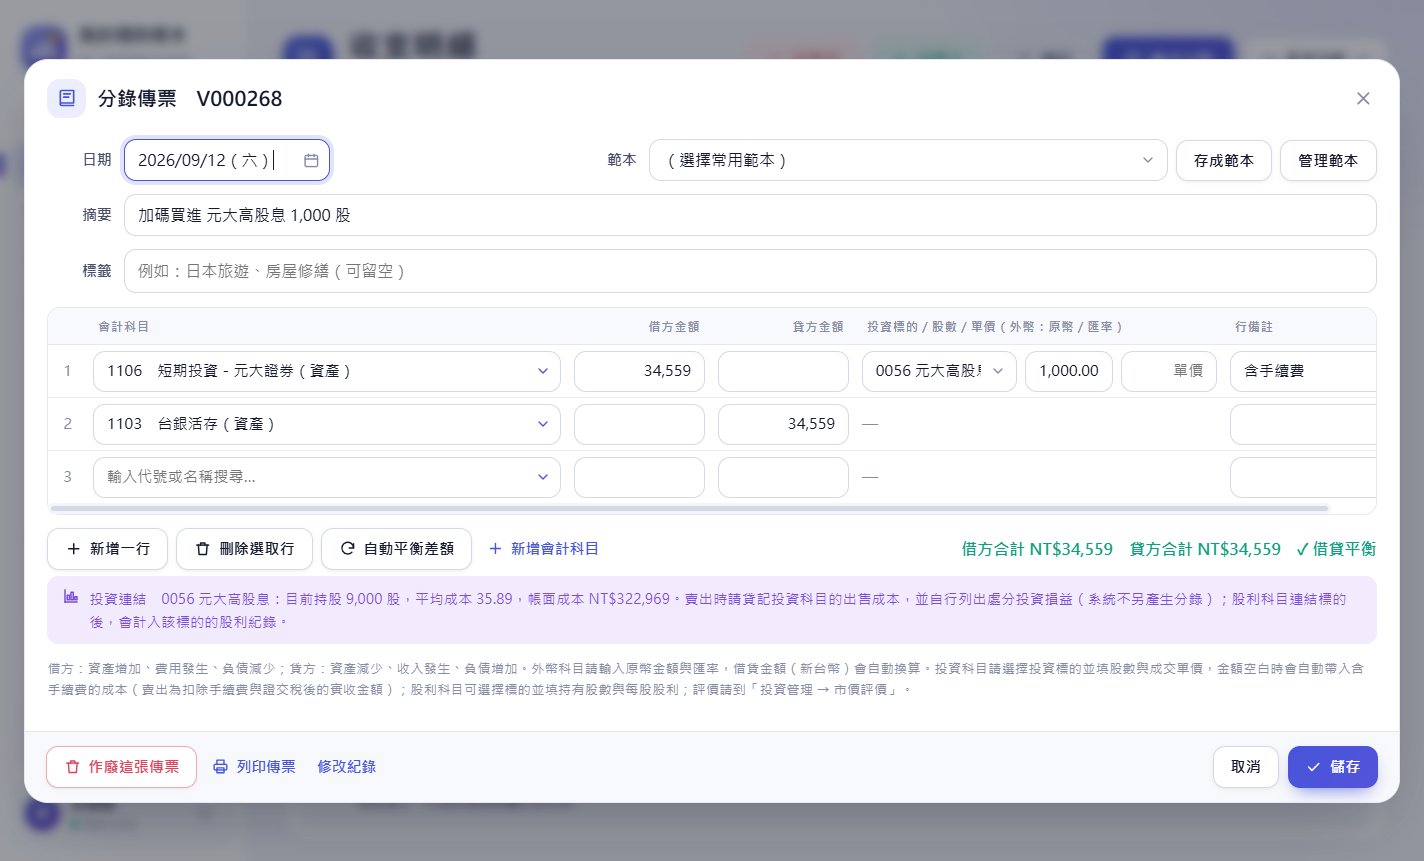 分錄傳票 V000268
日期 2026/09/12 ( 六 ) 範本 ( 選擇常用範本 ) 存成範本 管理範本
摘要 加碼買進 元大高股息 1,000 股
標籤 例如：日本旅遊、房屋修繕 ( 可留空 )
會計科目 借方金額 貸方金額 投資標的 / 股數 / 單價 ( 外幣：原幣 / 匯率 ) 行備註
1 1106 短期投資 - 元大證券 ( 資產 ) 34,559 0056 元大高股息 1,000.00 單價 含手續費
2 1103 台銀活存 ( 資產 ) 34,559 —
3 輸入代號或名稱搜尋... —
新增一行 刪除選取行 自動平衡差額 新增會計科目 借方合計 NT$34,559 貸方合計 NT$34,559 ✓ 借貸平衡
投資連結 0056 元大高股息：目前持股 9,000 股，平均成本 35.89，帳面成本 NT$322,969。賣出時請貸記投資科目的出售成本，並自行列出處分投資損益 ( 系統不另產生分錄 )；股利科目連結標的
後，會計入該標的的股利紀錄。
借方：資產增加、費用發生、負債減少；貸方：資產減少、收入發生、負債增加。外幣科目請輸入原幣金額與匯率，借貸金額 ( 新台幣 ) 會自動換算。投資科目請選擇投資標的並填股數與成交單價，金額空白時會自動帶入含
手續費的成本 ( 賣出為扣除手續費與證交稅後的實收金額 )；股利科目可選擇標的並填持有股數與每股股利；評價請到「投資管理 → 市價評價」。
作廢這張傳票 列印傳票 修改紀錄 取消 儲存